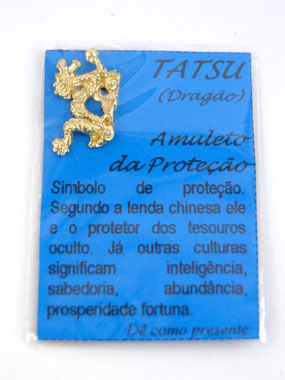 TATSU
(Dragão)
Amuleto
da Proteção
Símbolo de proteção.
Segundo a lenda chinesa ele
e o protetor dos tesouros
oculto. Já outras culturas
significam inteligência,
sabedoria, abundância,
prosperidade fortuna.
Dê como presente